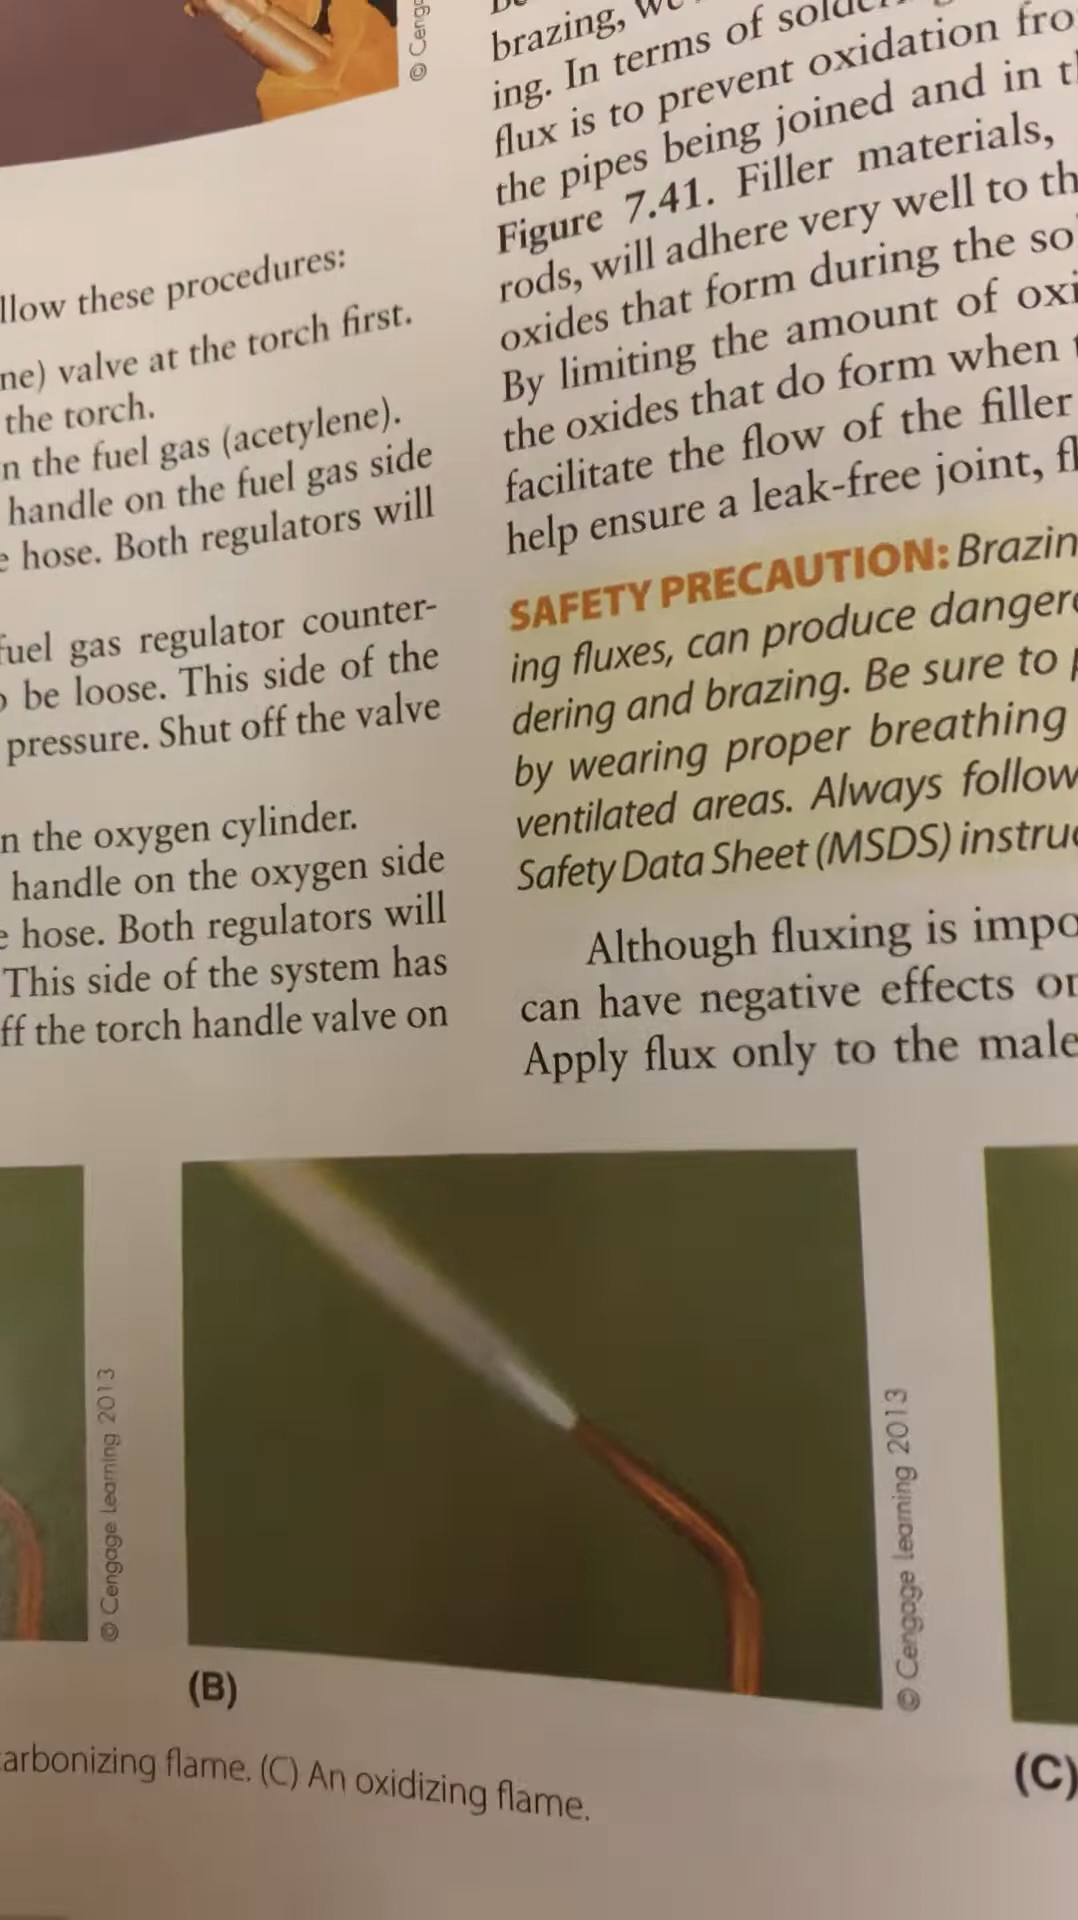 © Ceng
llow these procedures:
ne) valve at the torch first.
the torch.
n the fuel gas (acetylene).
handle on the fuel gas side
e hose. Both regulators will
fuel gas regulator counter-
o be loose. This side of the
pressure. Shut off the valve
n the oxygen cylinder.
handle on the oxygen side
e hose. Both regulators will
This side of the system has
ff the torch handle valve on
brazing,
ing. In terms of
flux is to prevent oxidation fro
the pipes being joined and in t
Figure 7.41. Filler materials,
rods, will adhere very well to th
oxides that form during the so
By limiting the amount of oxi
the oxides that do form when
facilitate the flow of the filler
help ensure a leak-free joint, fl
SAFETY PRECAUTION: Brazin
ing fluxes, can produce dangero
dering and brazing. Be sure to
by wearing proper breathing
ventilated areas. Always follow
Safety Data Sheet (MSDS) instruc
Although fluxing is impo
can have negative effects on
Apply flux only to the male
© Cengage Learning 2013
© Cengage Learning 2013
(B)
(C)
arbonizing flame. (C) An oxidizing flame.